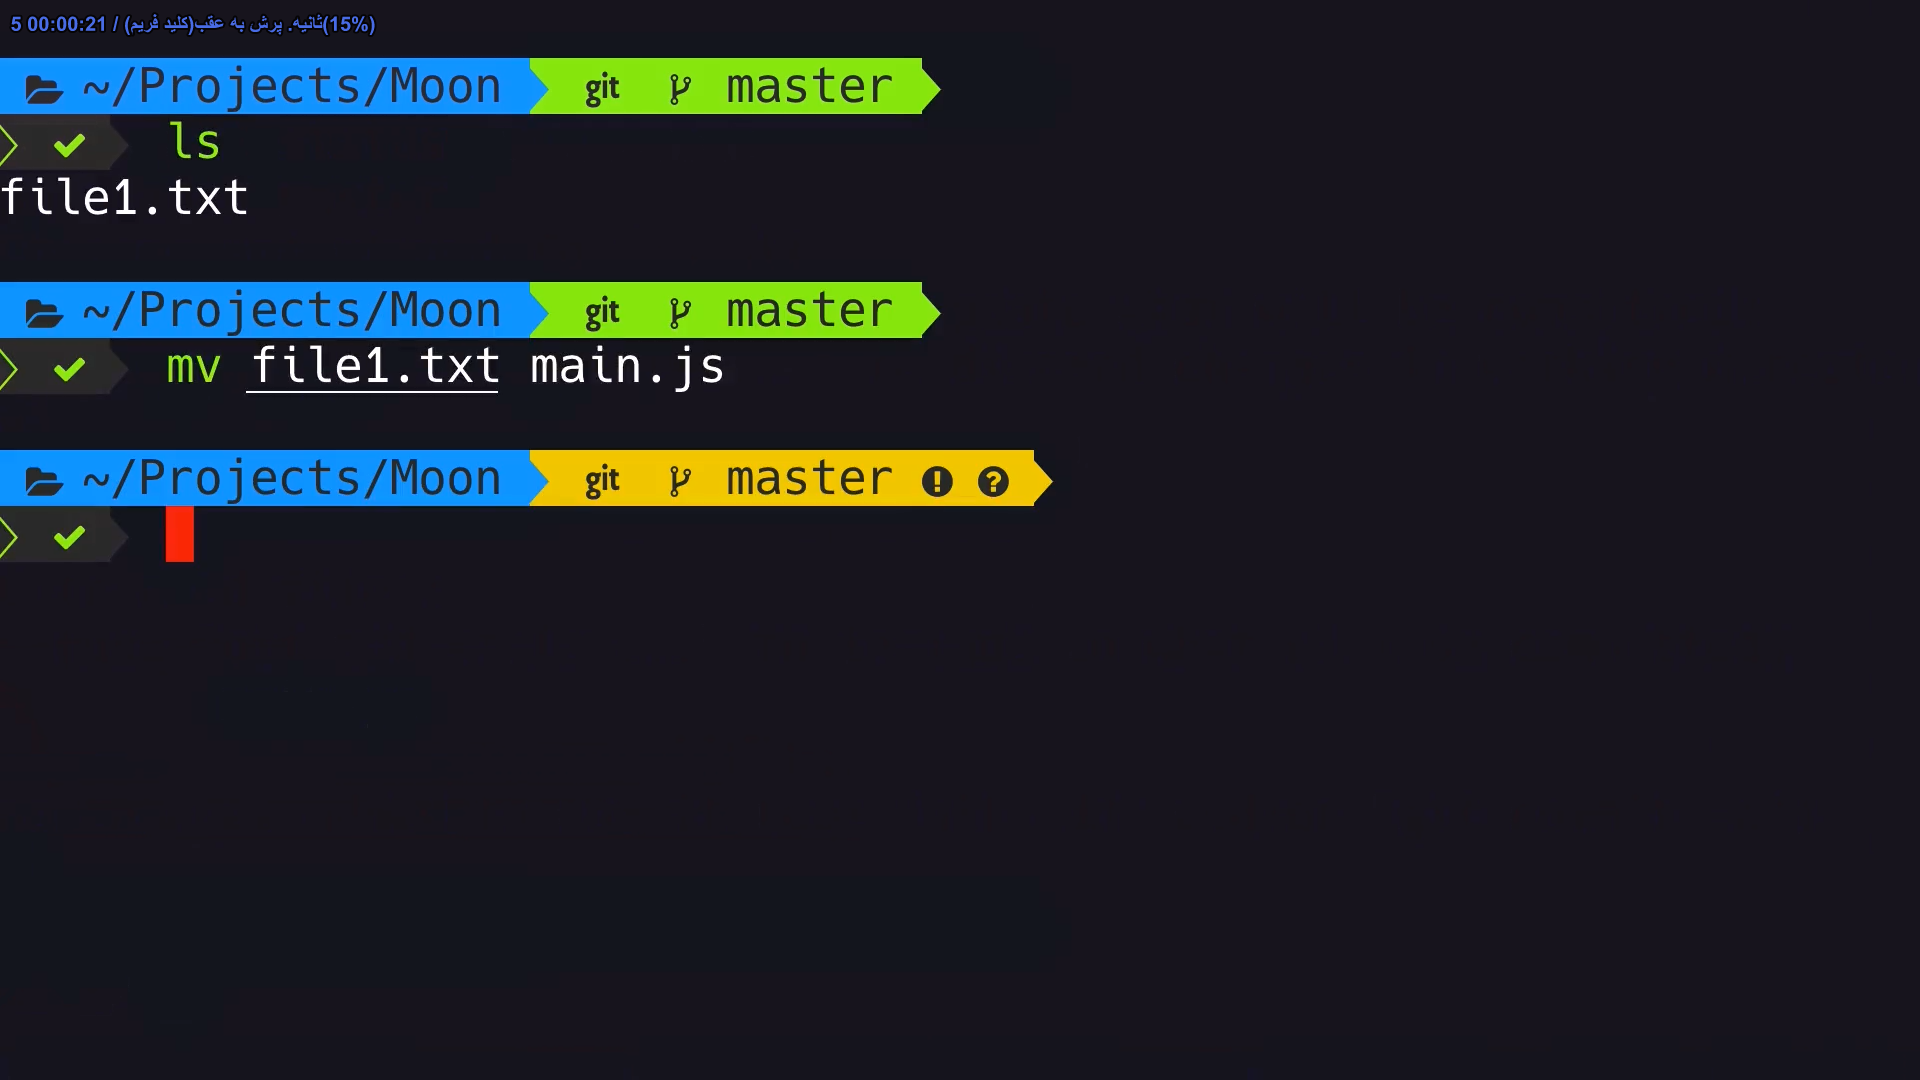 5 00:00:21 / (کلید فریم)ثانیه. پرش به عقب(15%)
~/Projects/Moon git master
ls
file1.txt
~/Projects/Moon git master
mv file1.txt main.js
~/Projects/Moon git master ! ?